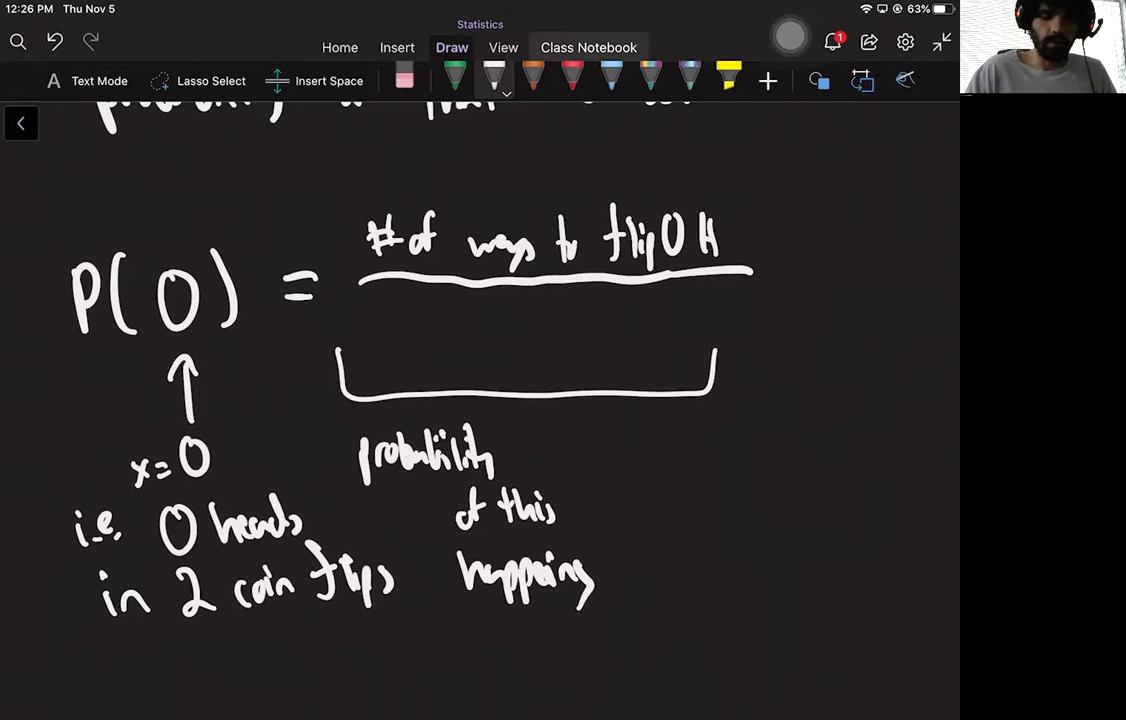 12:26 PM Thu Nov 5
63%
Statistics
Home Insert Draw View Class Notebook
1
A Text Mode Lasso Select Insert Space
# of ways to flip 0 H
P( 0 ) =
x = 0
probability
of this
happening
i.e. 0 heads
in 2 coin flips